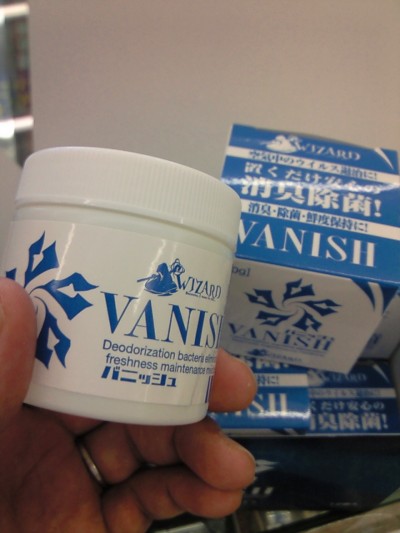 WIZARD
VANISH
Deodorization bacteria
freshness maintenance
バニッシュ
WIZARD
空気中のウイルス退治に!
置くだけ安心の
消臭除菌!
消臭・除菌・鮮度保持に!
VANISH
WIZARD
VANISH
VANISH
置くだけ安心の
消臭除菌!